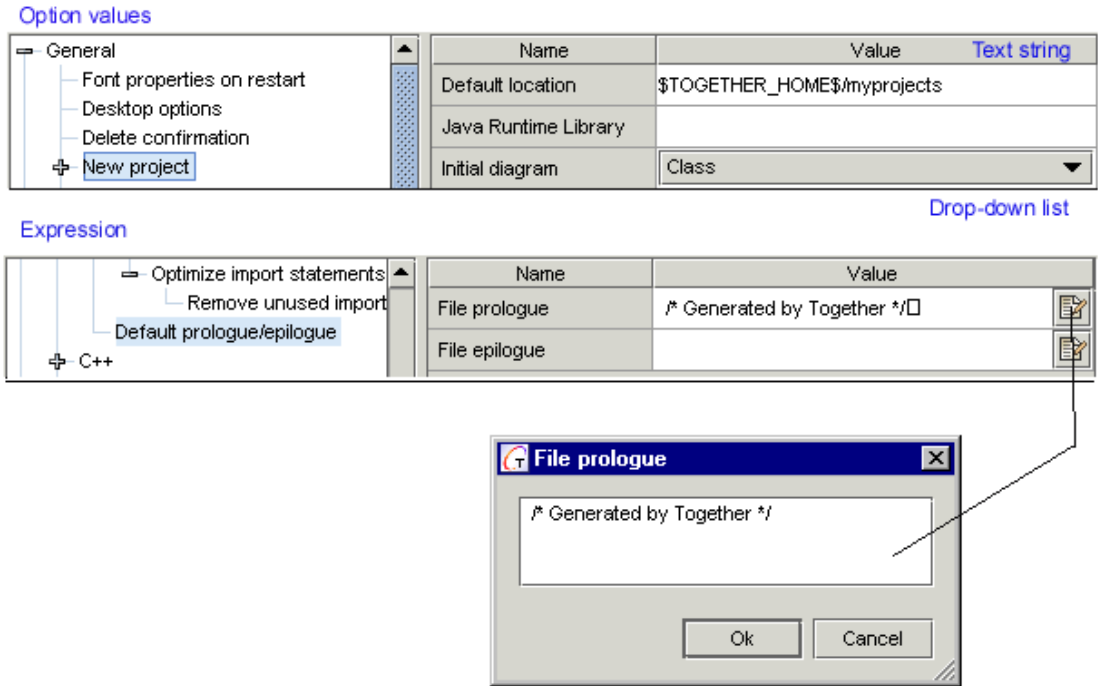 Option values
General
Font properties on restart
Desktop options
Delete confirmation
New project
Name Value Text string
Default location $TOGETHER_HOME$/myprojects
Java Runtime Library
Initial diagram Class
Drop-down list
Expression
Optimize import statements
Remove unused import
Default prologue/epilogue
C++
Name Value
File prologue /* Generated by Together */□
File epilogue
File prologue
/* Generated by Together */
Ok Cancel